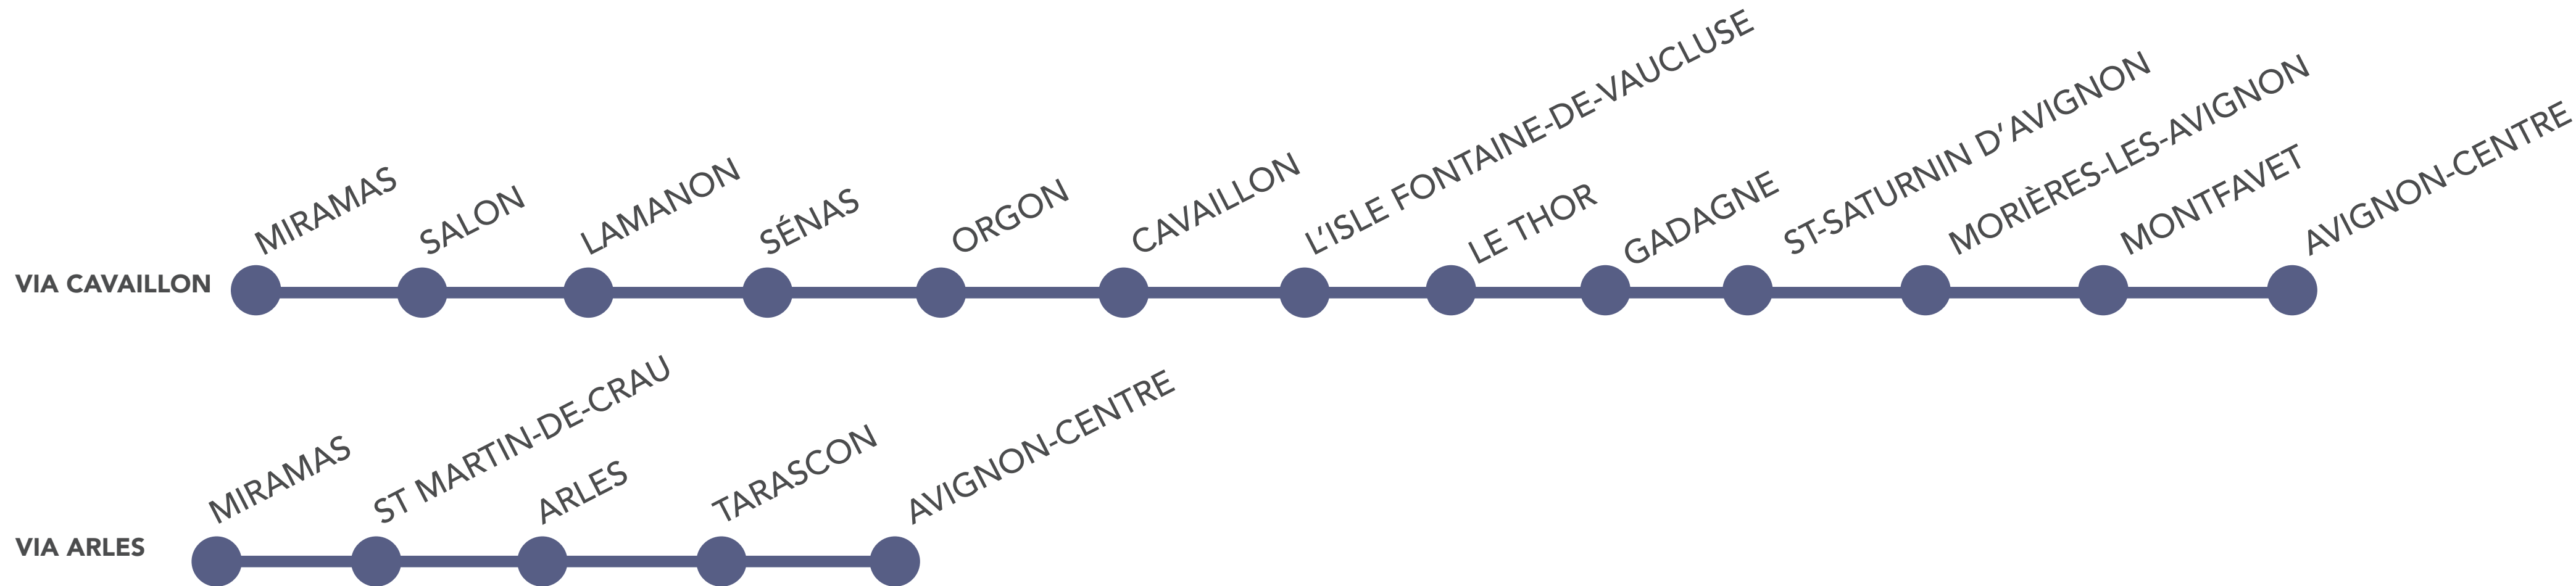 VIA CAVAILLON
MIRAMAS
SALON
LAMANON
SÉNAS
ORGON
CAVAILLON
L'ISLE FONTAINE-DE-VAUCLUSE
LE THOR
GADAGNE
ST-SATURNIN D'AVIGNON
MORIÈRES-LES-AVIGNON
MONTFAVET
AVIGNON-CENTRE
VIA ARLES
MIRAMAS
ST MARTIN-DE-CRAU
ARLES
TARASCON
AVIGNON-CENTRE